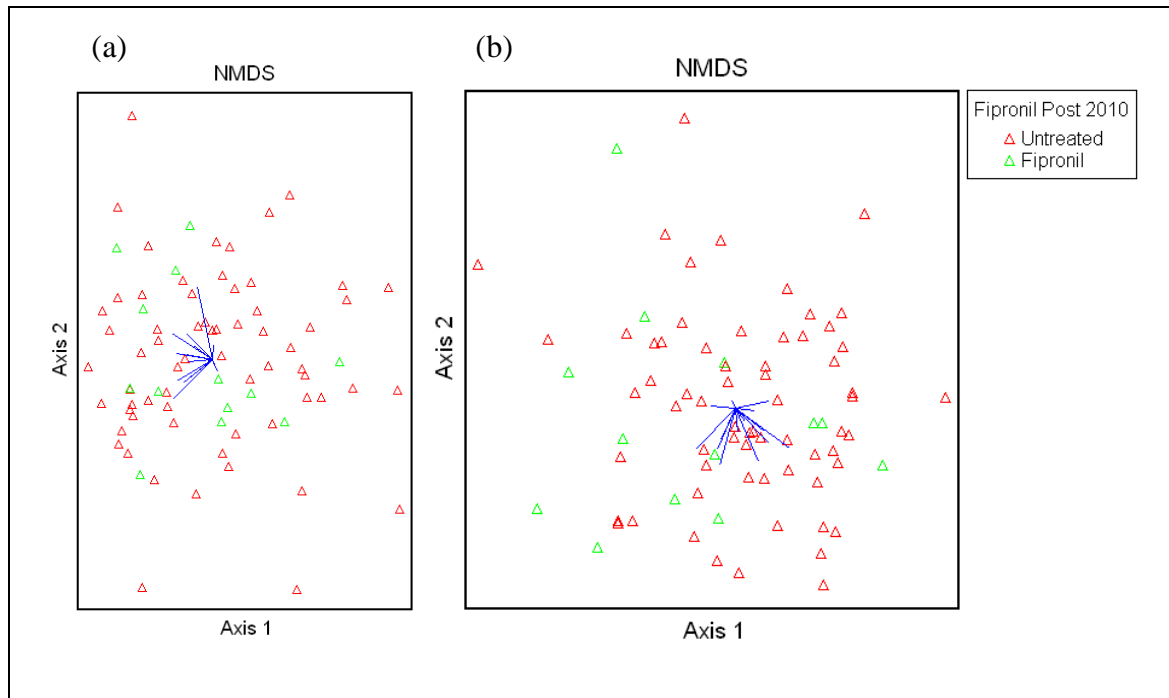 (a)
NMDS
Axis 2
Axis 1
(b)
NMDS
Axis 2
Axis 1
Fipronil Post 2010
Untreated
Fipronil